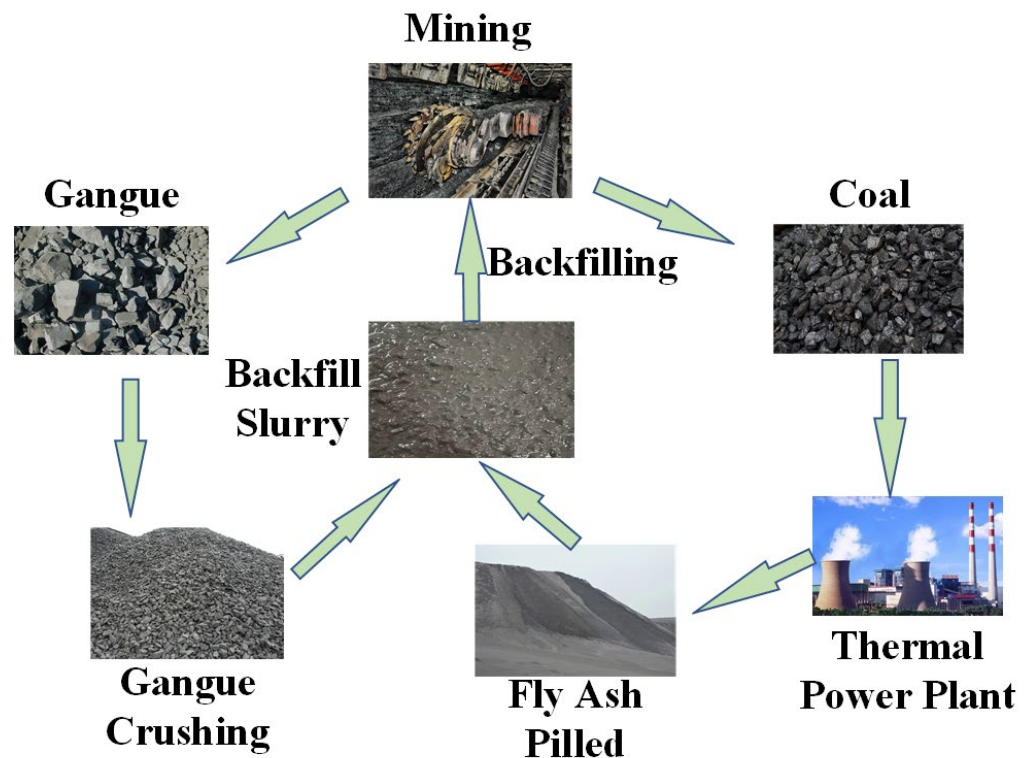 Mining
Gangue
Coal
Backfilling
Backfill
Slurry
Gangue
Crushing
Fly Ash
Pilled
Thermal
Power Plant